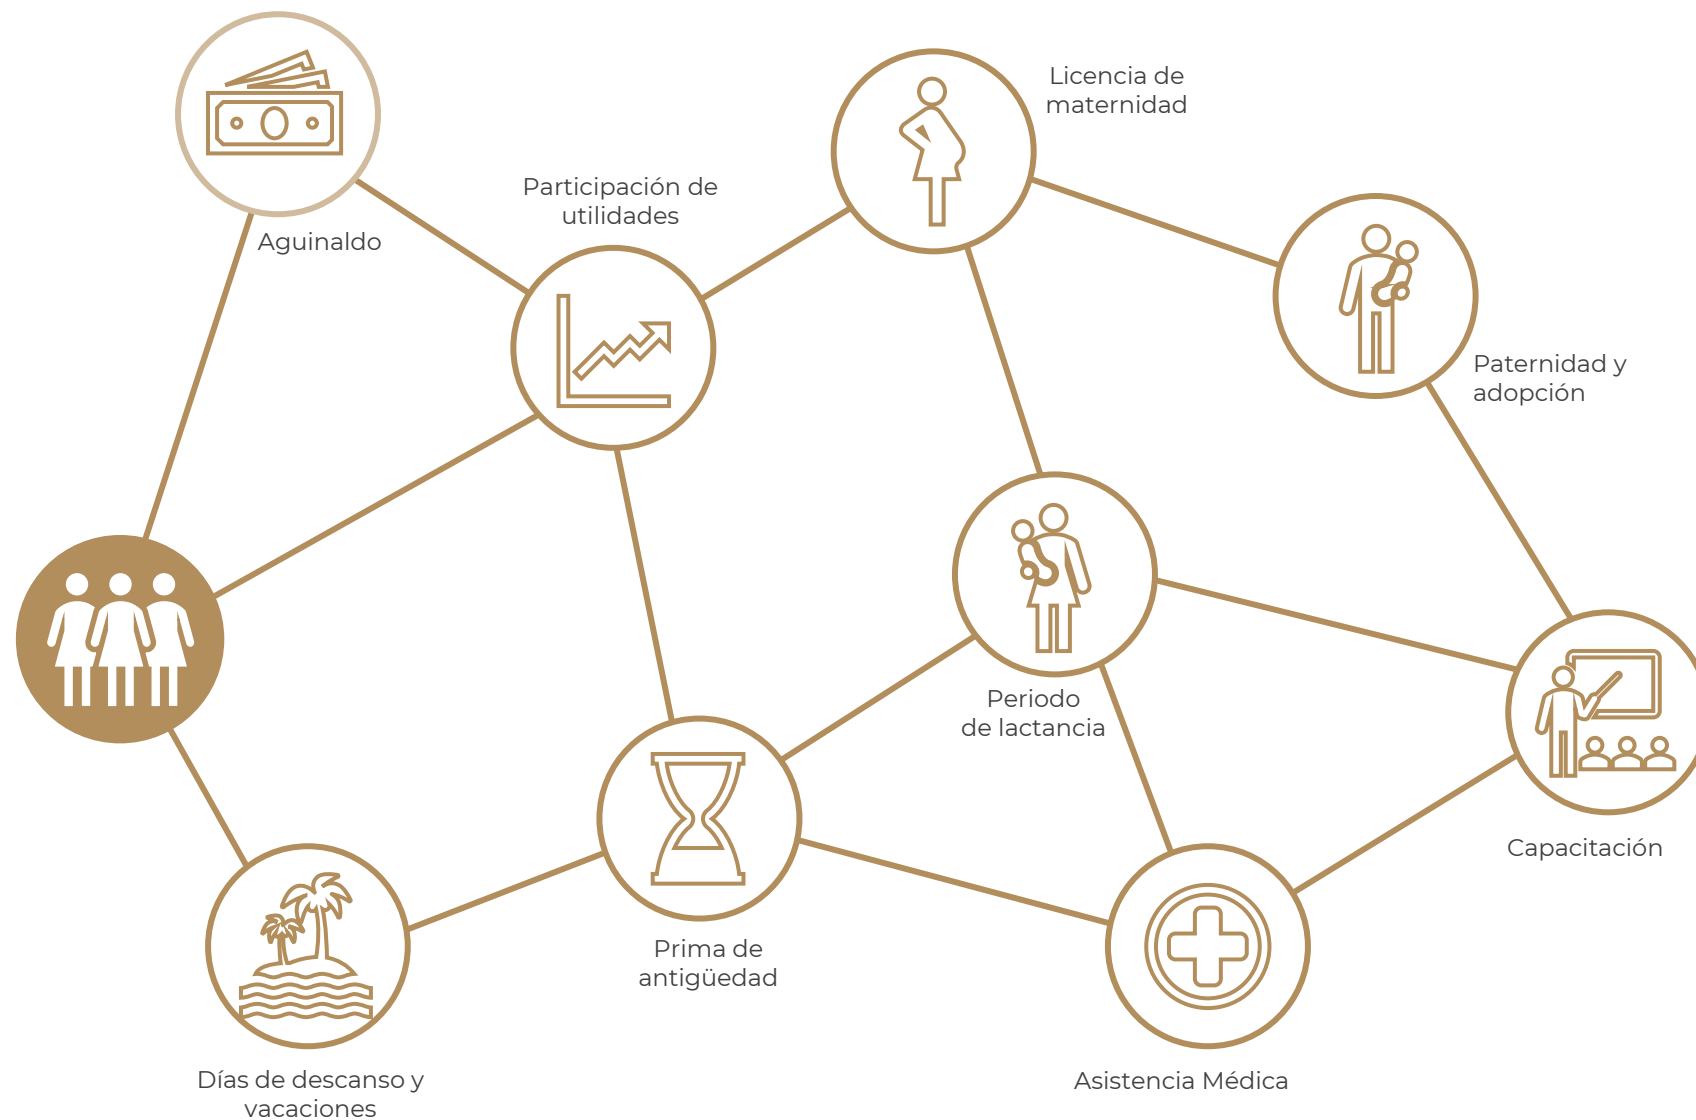 Licencia de
maternidad
Participación de
utilidades
Aguinaldo
Paternidad y
adopción
Periodo
de lactancia
Capacitación
Prima de
antigüedad
Días de descanso y
vacaciones
Asistencia Médica